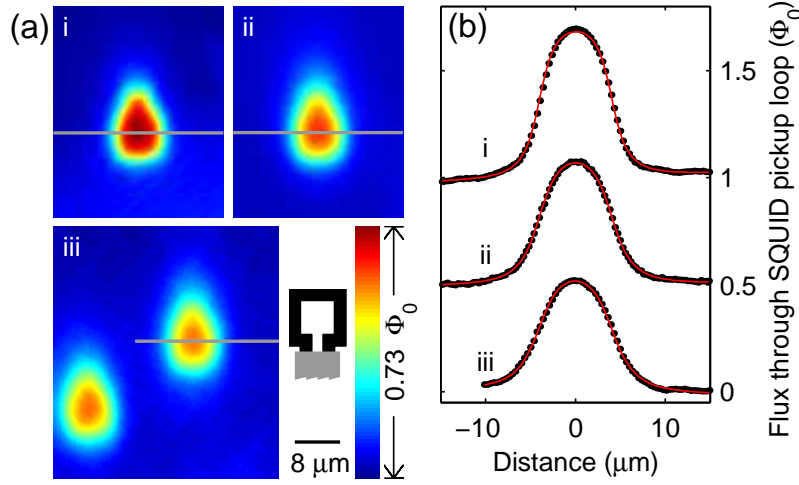 (a)
i
ii
iii
0.73 Φ0
8 μm
(b)
i
ii
iii
1.5
1
0.5
0
Flux through SQUID pickup loop (Φ0)
−10
0
10
Distance (μm)